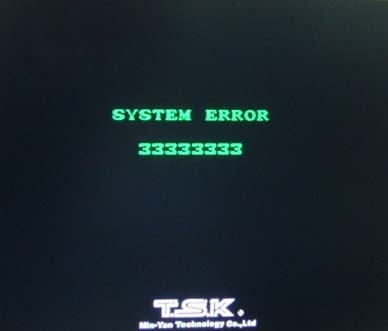 SYSTEM ERROR
33333333
T.S.K.
Min-Yan Technology Co.,Ltd